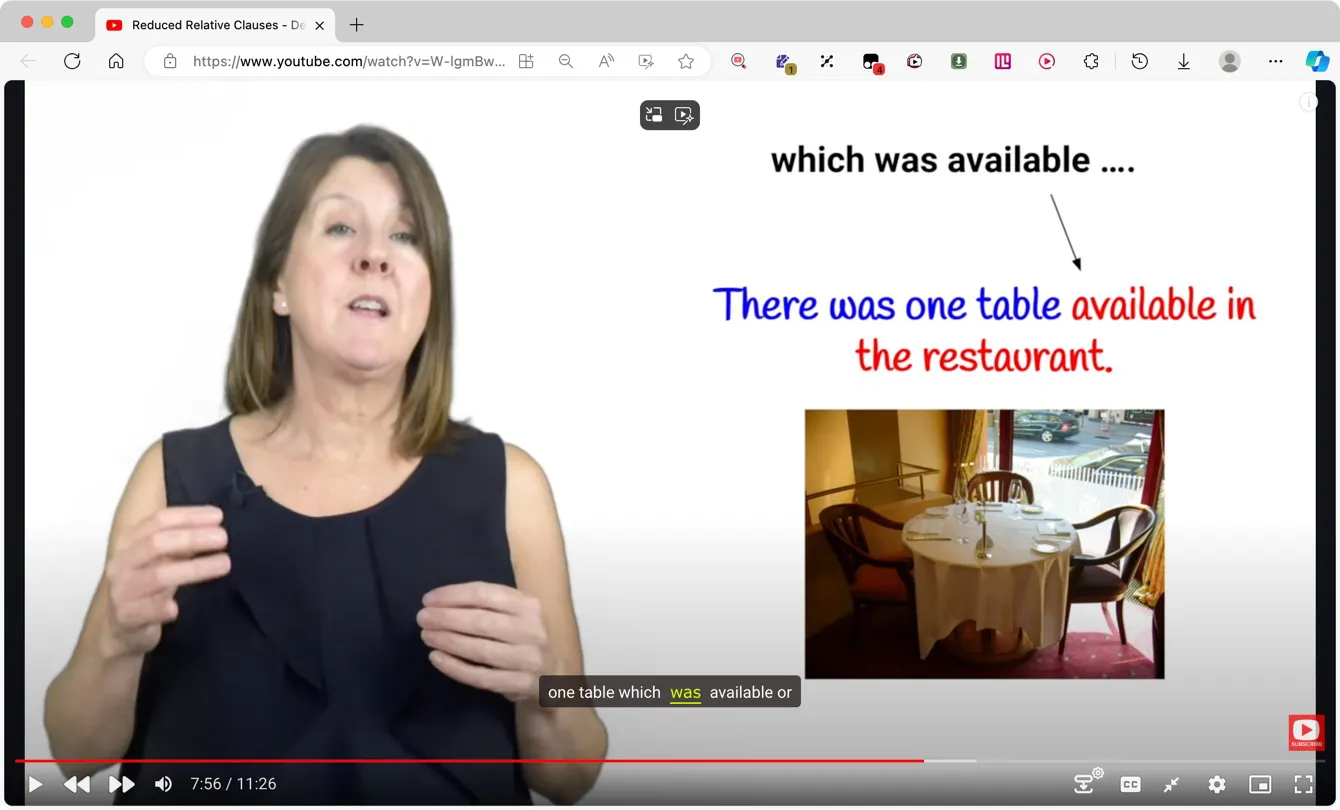 Reduced Relative Clauses - De
https://www.youtube.com/watch?v=W-IgmBw...
1
4
which was available ....
There was one table available in
the restaurant.
one table which was available or
SUBSCRIBE
7:56 / 11:26
CC